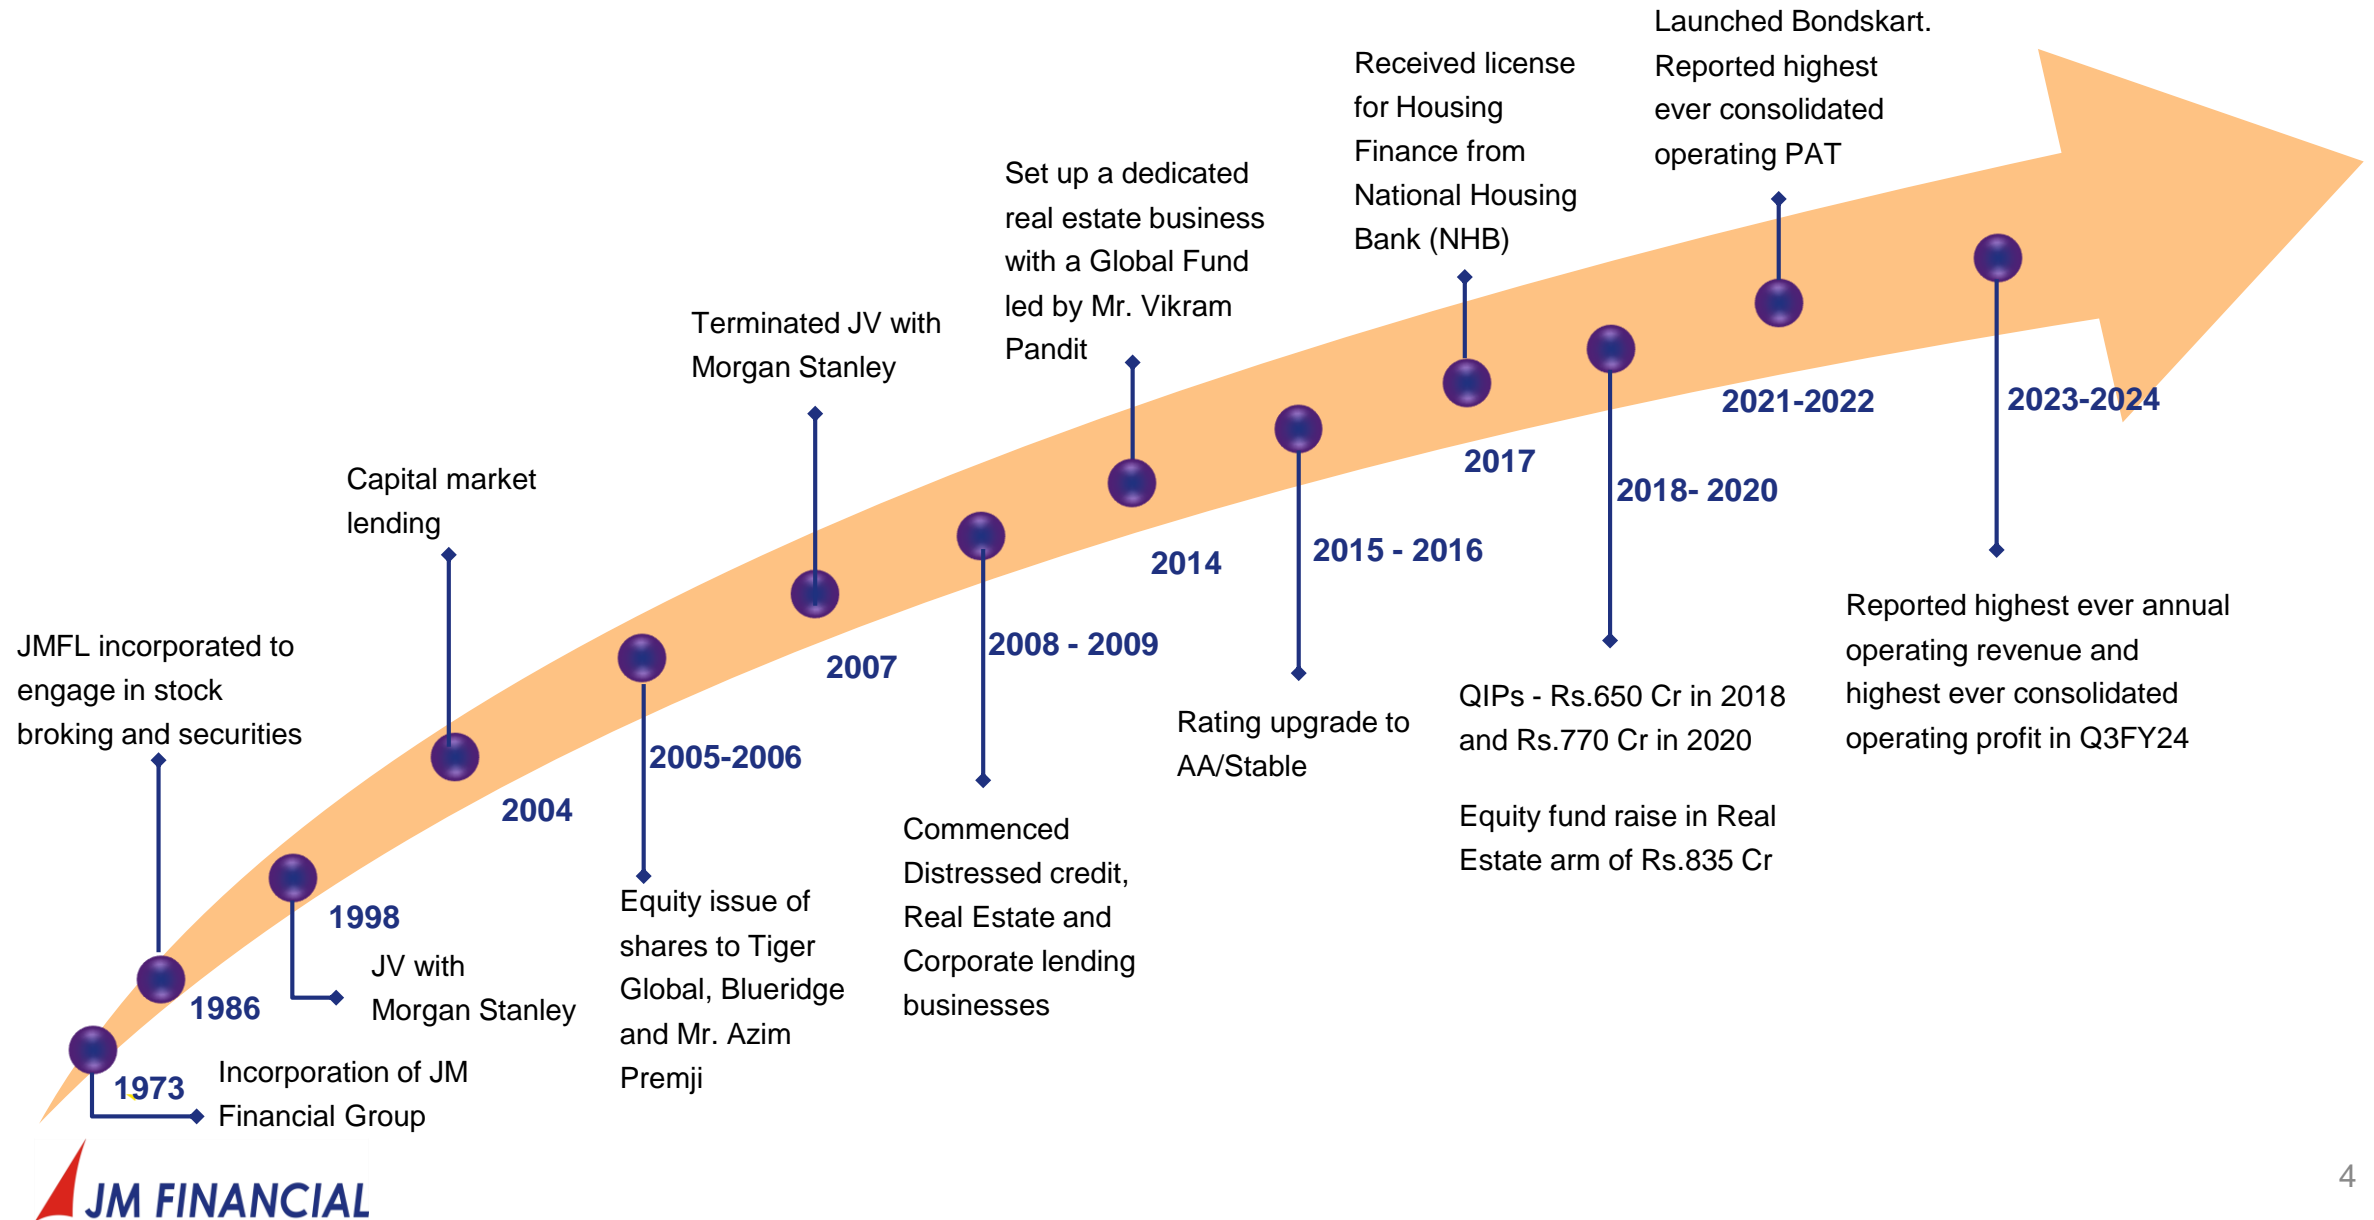 1973
Incorporation of JM
Financial Group
JMFL incorporated to
engage in stock
broking and securities
1986
1998
JV with
Morgan Stanley
Capital market
lending
2004
2005-2006
Equity issue of
shares to Tiger
Global, Blueridge
and Mr. Azim
Premji
Terminated JV with
Morgan Stanley
2007
2008 - 2009
Commenced
Distressed credit,
Real Estate and
Corporate lending
businesses
Set up a dedicated
real estate business
with a Global Fund
led by Mr. Vikram
Pandit
2014
2015 - 2016
Rating upgrade to
AA/Stable
Received license
for Housing
Finance from
National Housing
Bank (NHB)
2017
2018- 2020
QIPs - Rs.650 Cr in 2018
and Rs.770 Cr in 2020
Equity fund raise in Real
Estate arm of Rs.835 Cr
Launched Bondskart.
Reported highest
ever consolidated
operating PAT
2021-2022
2023-2024
Reported highest ever annual
operating revenue and
highest ever consolidated
operating profit in Q3FY24
JM FINANCIAL
4